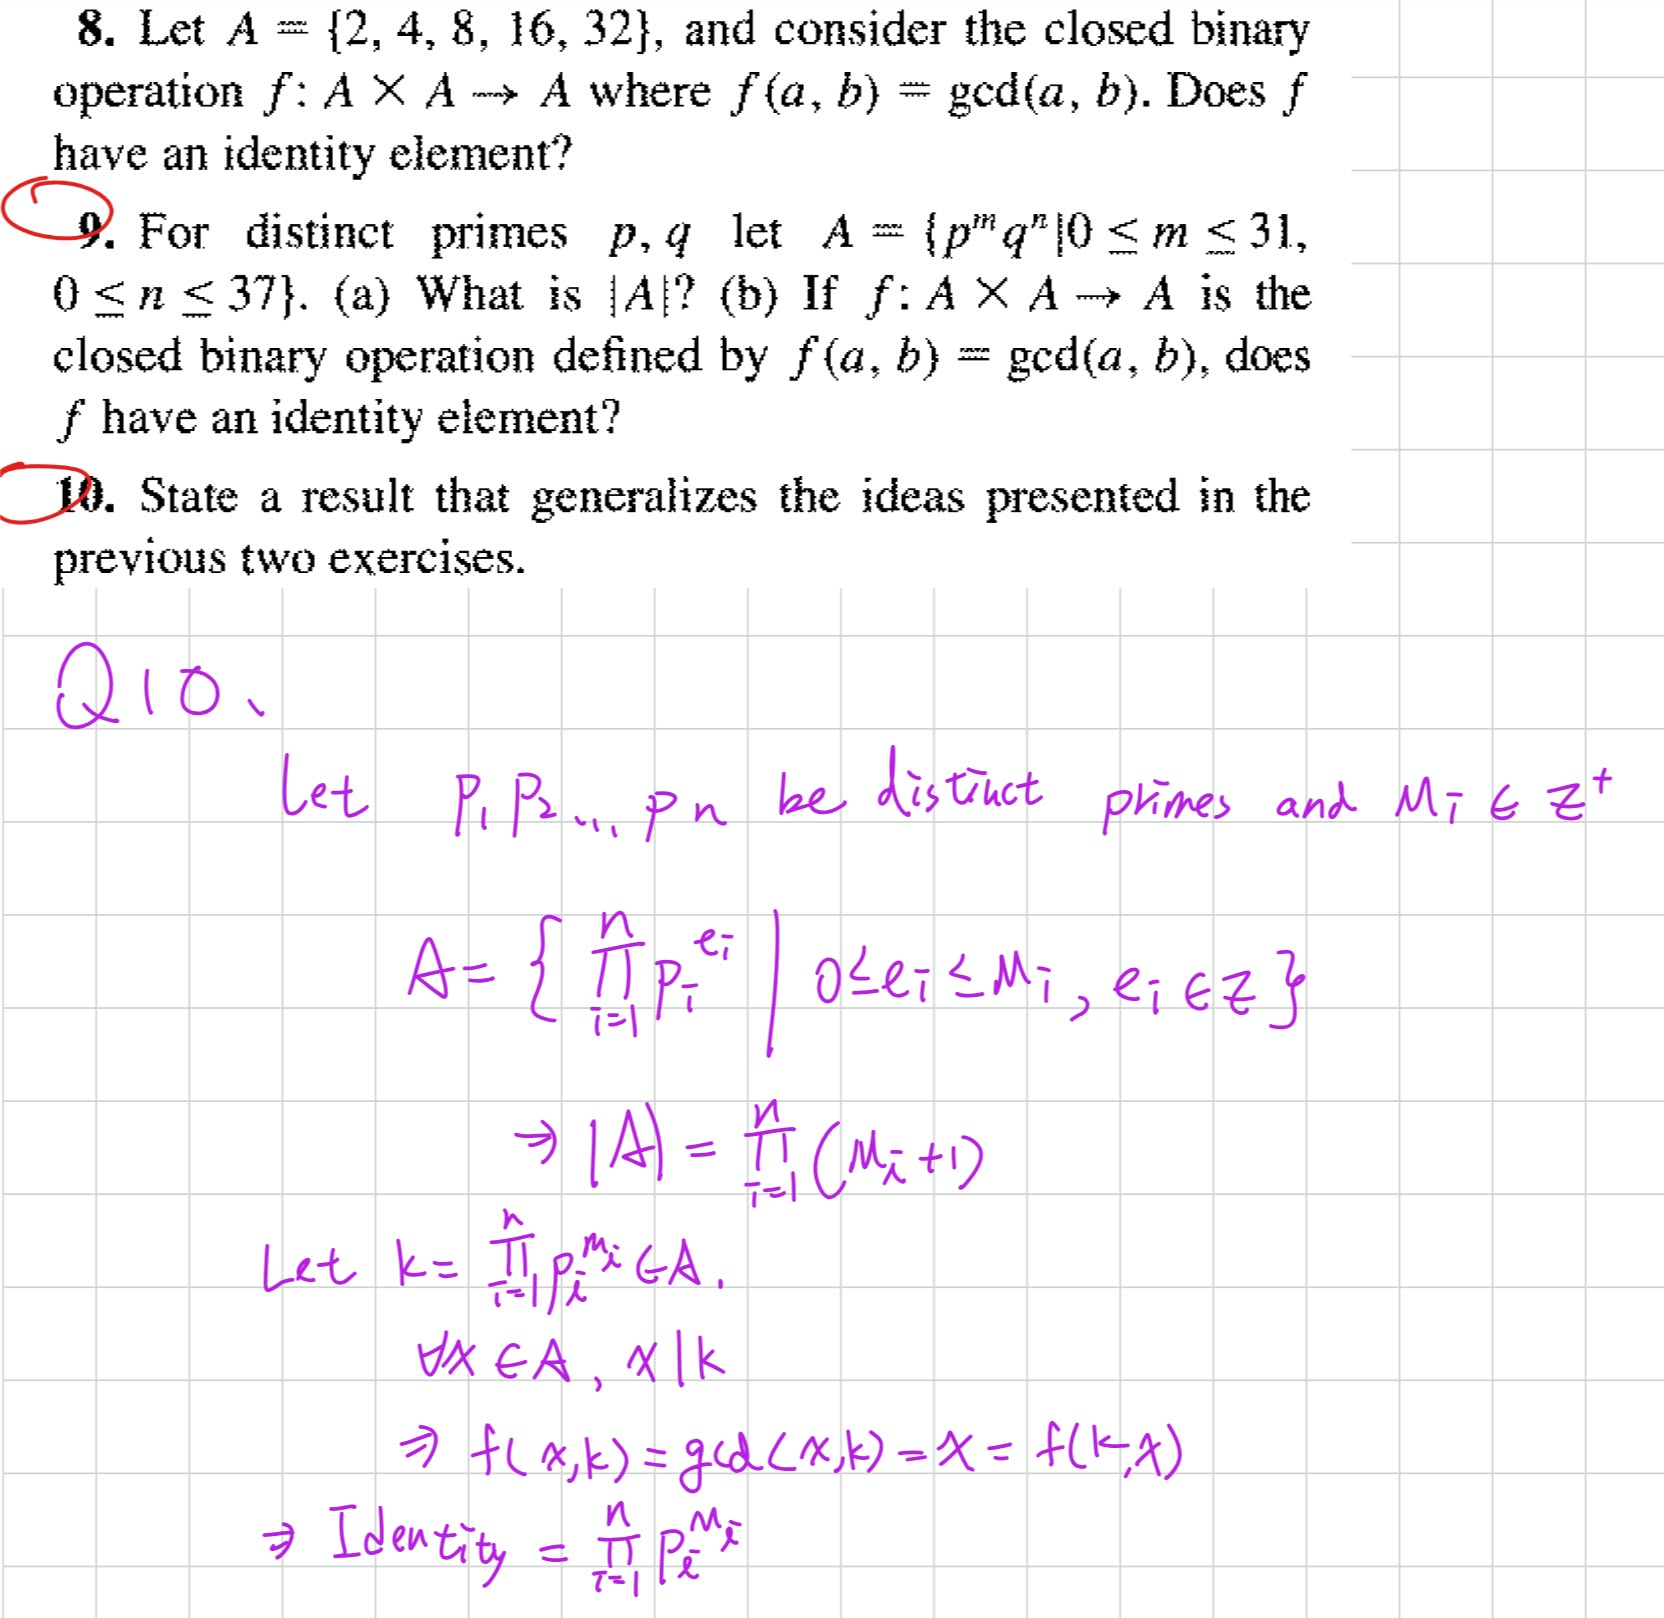 8. Let A = {2, 4, 8, 16, 32}, and consider the closed binary
operation f: A × A → A where f(a, b) = gcd(a, b). Does f
have an identity element?
9. For distinct primes p, q let A = {pᵐqⁿ|0 ≤ m ≤ 31,
0 ≤ n ≤ 37}. (a) What is |A|? (b) If f: A × A → A is the
closed binary operation defined by f(a, b) = gcd(a, b), does
f have an identity element?
10. State a result that generalizes the ideas presented in the
previous two exercises.
Q10、
Let P₁ P₂ ... Pn be distinct primes and Mi ∈ Z⁺
A = { ∏_{i=1}^{n} Pi^{ei} | 0 ≤ ei ≤ Mi, ei ∈ Z }
⇒ |A| = ∏_{i=1}^{n} (Mi+1)
Let k = ∏_{i=1}^{n} Pi^{Mi} ∈ A.
∀x ∈ A, x|k
⇒ f(x,k) = gcd(x,k) = x = f(k,x)
⇒ Identity = ∏_{i=1}^{n} Pi^{Mi}